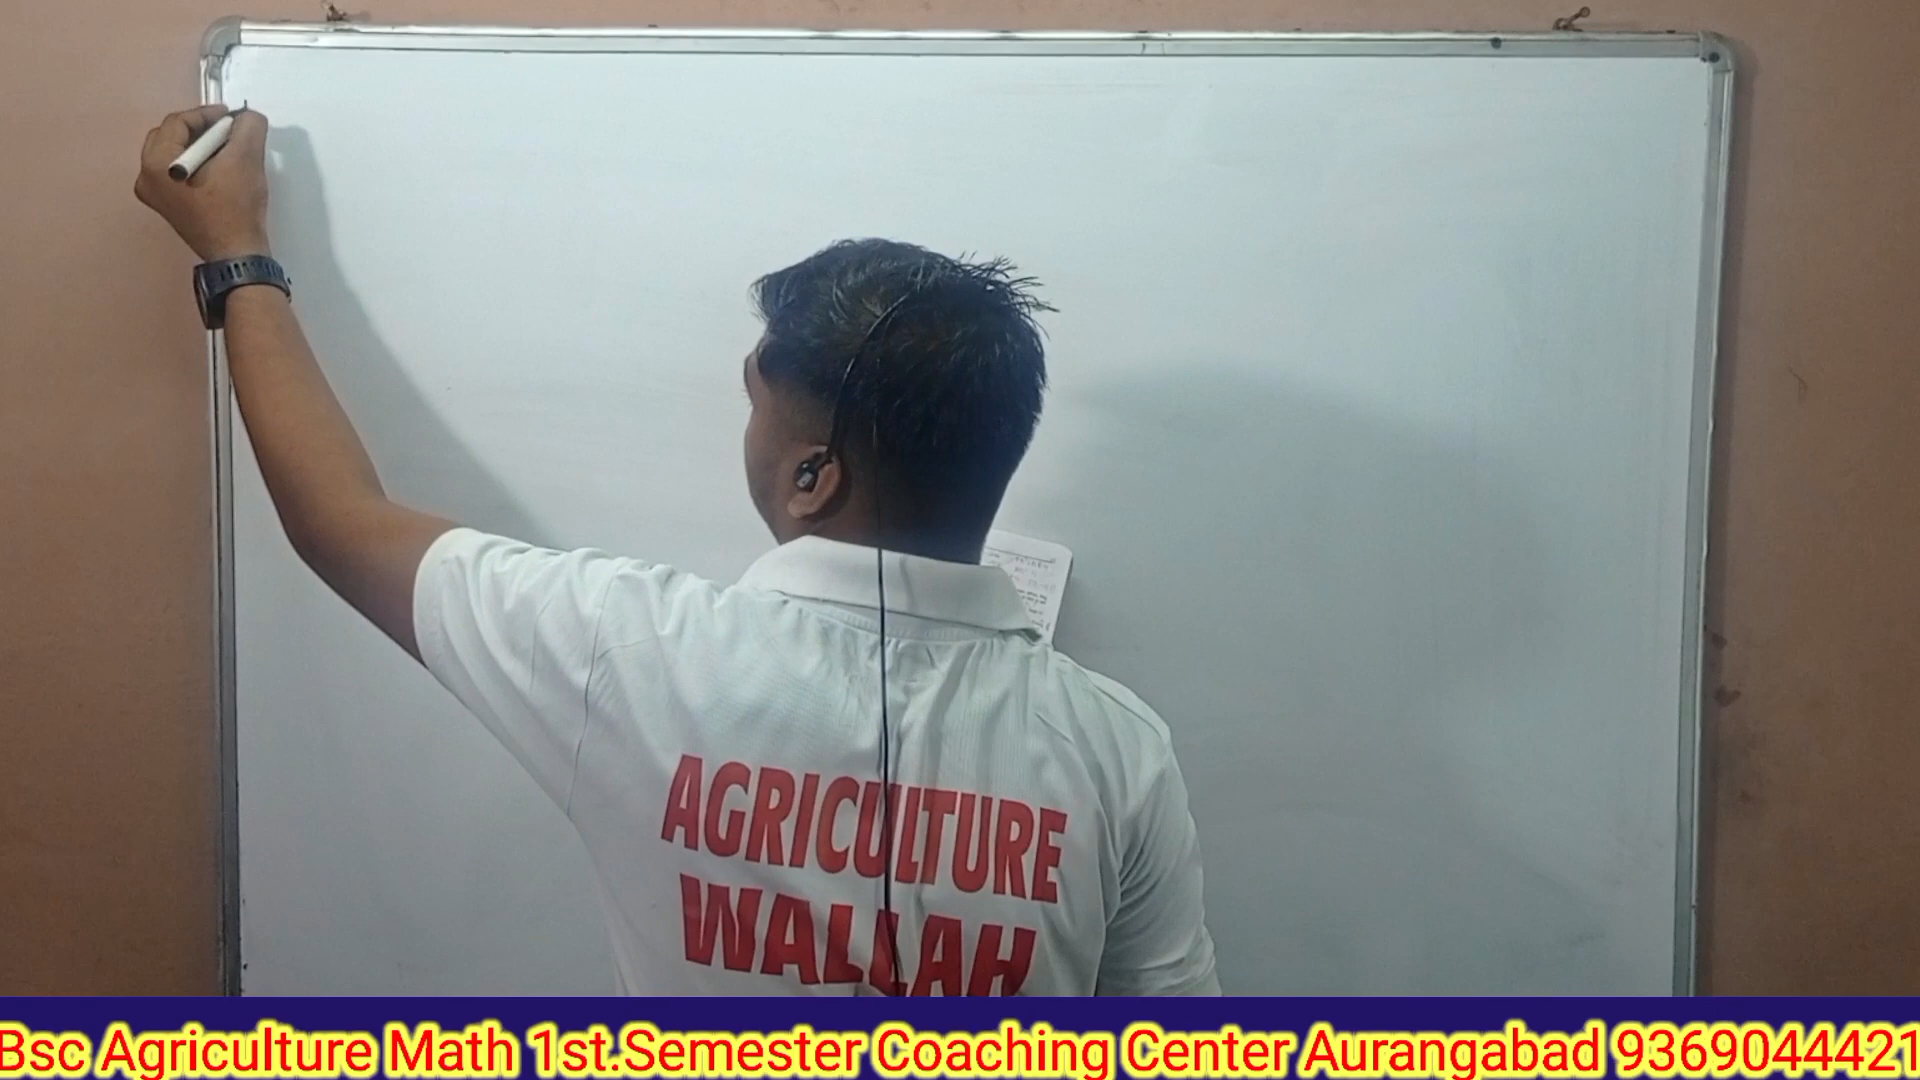 AGRICULTURE
WALLAH
Bsc Agriculture Math 1st.Semester Coaching Center Aurangabad 9369044421